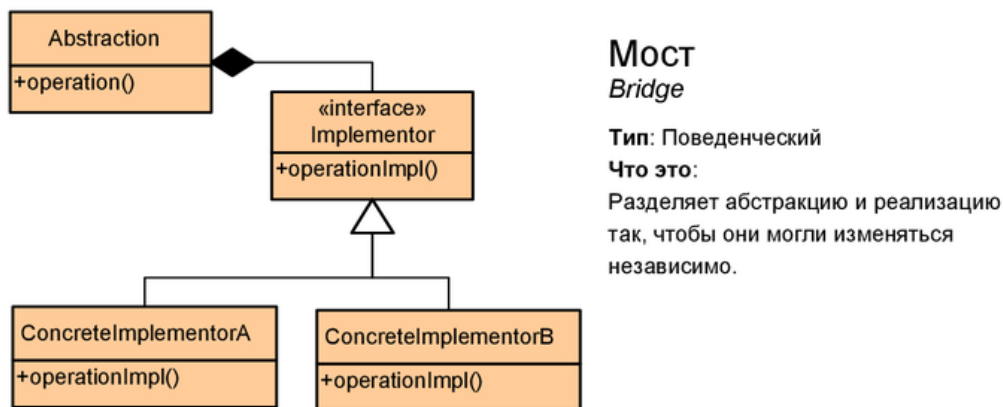 Abstraction
+operation()
«interface»
Implementor
+operationImpl()
ConcreteImplementorA
+operationImpl()
ConcreteImplementorB
+operationImpl()
Мост
Bridge
Тип: Поведенческий
Что это:
Разделяет абстракцию и реализацию
так, чтобы они могли изменяться
независимо.